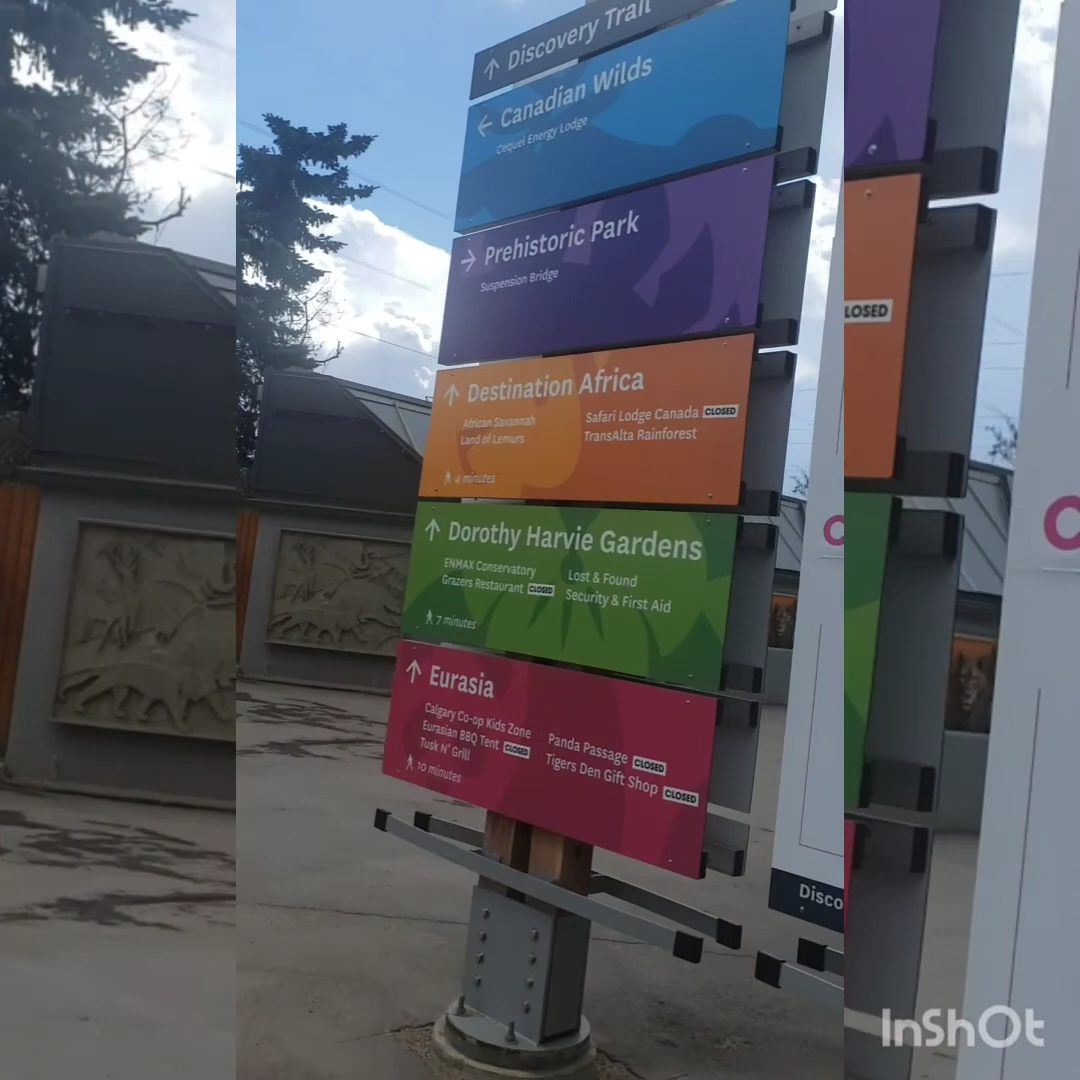 ↑ Discovery Trail
← Canadian Wilds
Cequel Energy Lodge
→ Prehistoric Park
Suspension Bridge
↑ Destination Africa
African Savannah
Land of Lemurs
Safari Lodge Canada CLOSED
TransAlta Rainforest
4 minutes
↑ Dorothy Harvie Gardens
ENMAX Conservatory
Grazers Restaurant CLOSED
Lost & Found
Security & First Aid
7 minutes
↑ Eurasia
Calgary Co-op Kids Zone
Eurasian BBQ Tent CLOSED
Tusk N' Grill
Panda Passage CLOSED
Tigers Den Gift Shop CLOSED
10 minutes
Disco
LOSED
InShOt